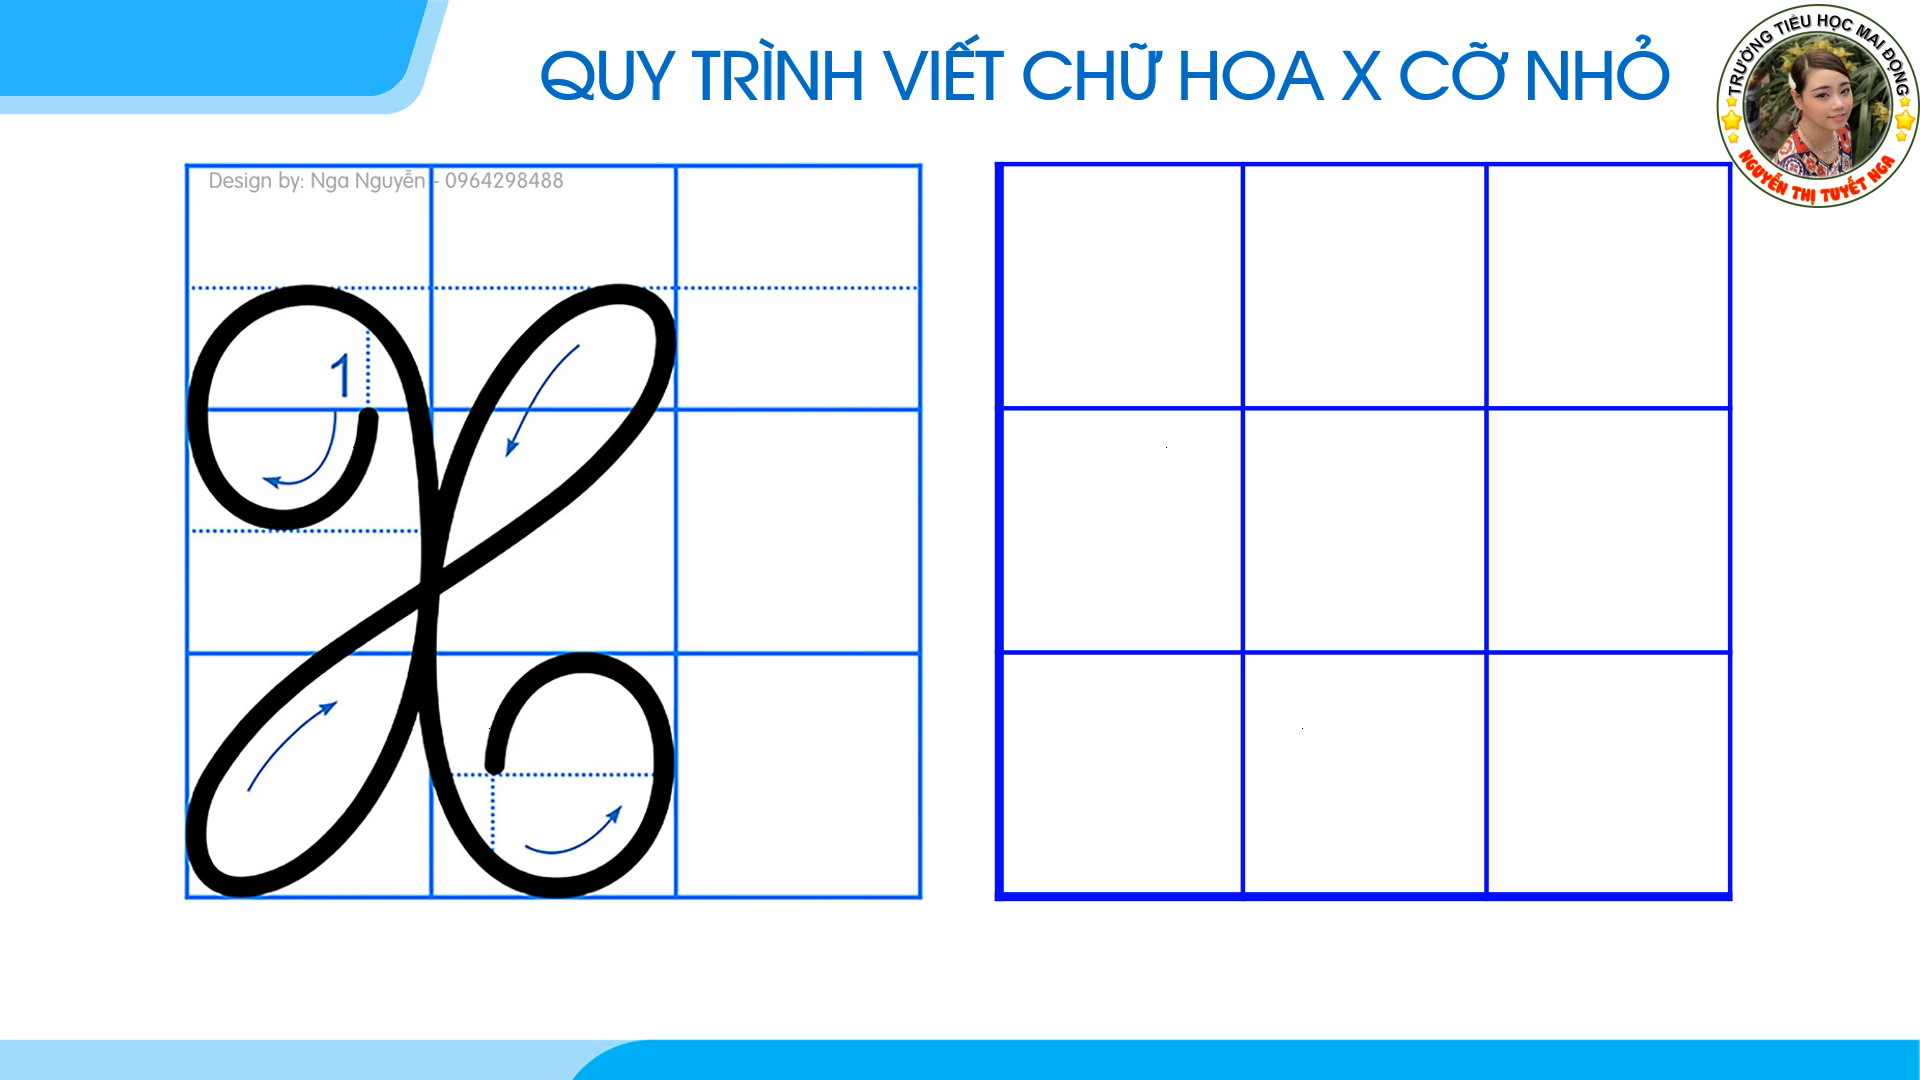 QUY TRÌNH VIẾT CHỮ HOA X CỠ NHỎ
TRƯỜNG TIỂU HỌC MAI ĐỘNG
NGUYỄN THỊ TUYẾT NGA
Design by: Nga Nguyễn - 0964298488
1
X